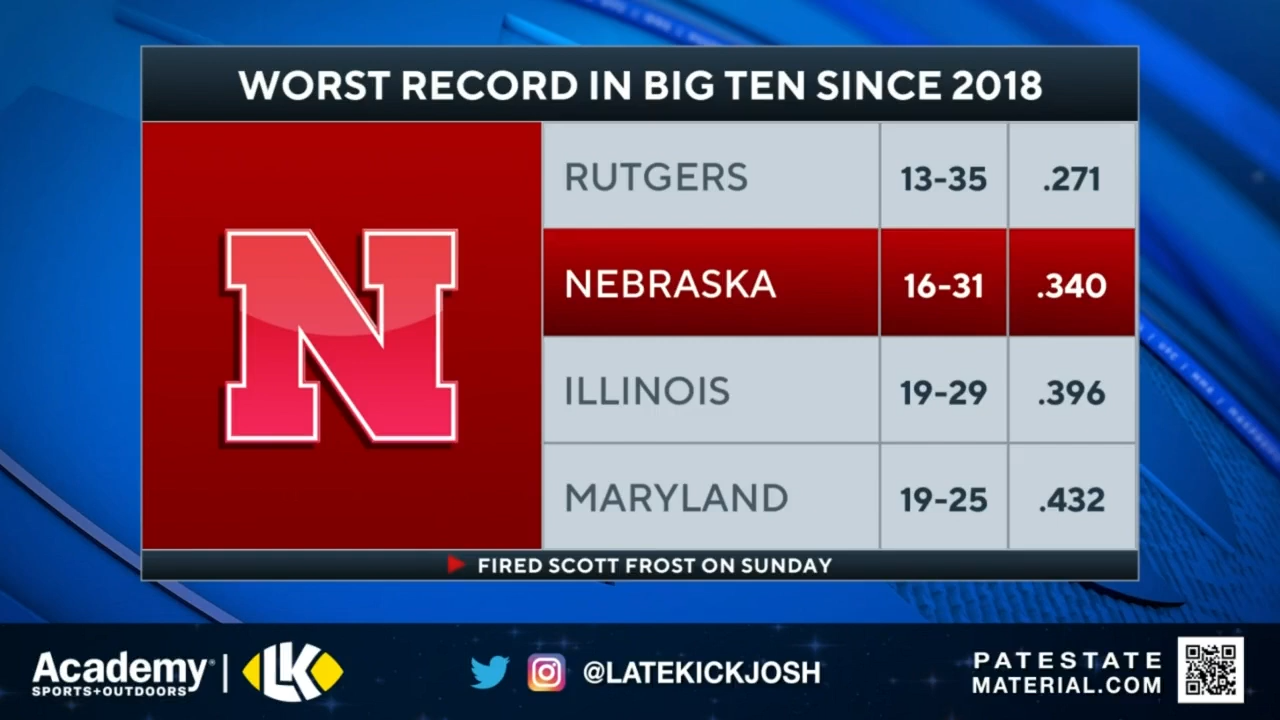 WORST RECORD IN BIG TEN SINCE 2018
N
RUTGERS 13-35 .271
NEBRASKA 16-31 .340
ILLINOIS 19-29 .396
MARYLAND 19-25 .432
FIRED SCOTT FROST ON SUNDAY
Academy
SPORTS+OUTDOORS
LK
@LATEKICKJOSH
PATESTATE
MATERIAL.COM